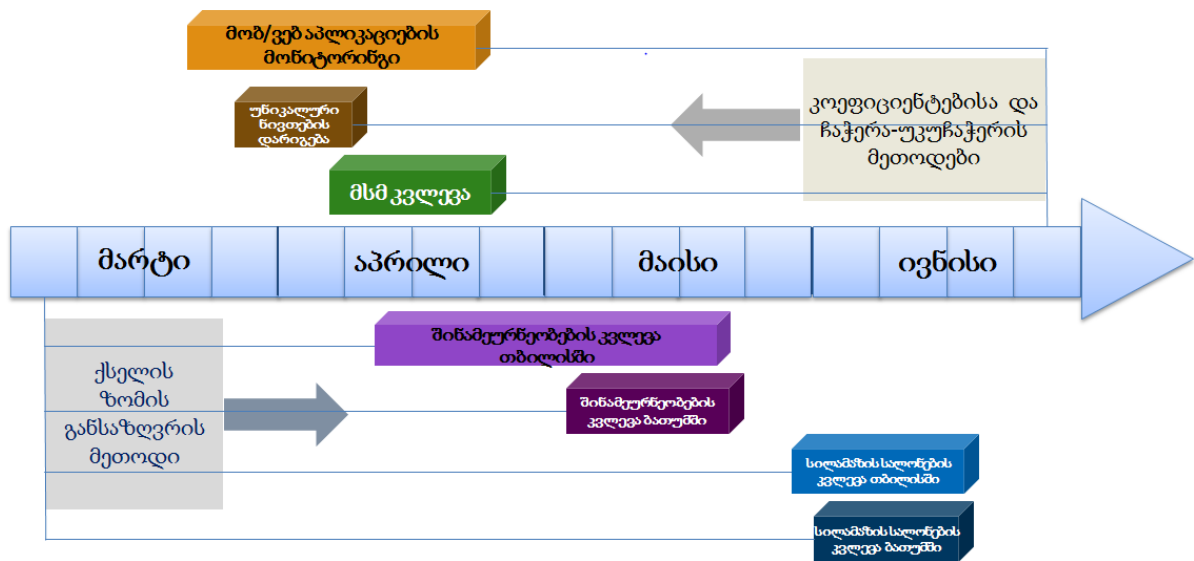 მობ/ვებ აპლიკაციების
მონიტორინგი
უნიკალური
ნივთების
დარიგება
კოეფიციენტებისა და
ჩაჭერა-უკუჩაჭერის
მეთოდები
მსმ კვლევა
მარტი
აპრილი
მაისი
ივნისი
შინამეურნეობების კვლევა
თბილისში
ქსელის
ზომის
განსაზღვრის
მეთოდი
შინამეურნეობების
კვლევა ბათუმში
სილამაზის სალონების
კვლევა თბილისში
სილამაზის სალონების
კვლევა ბათუმში